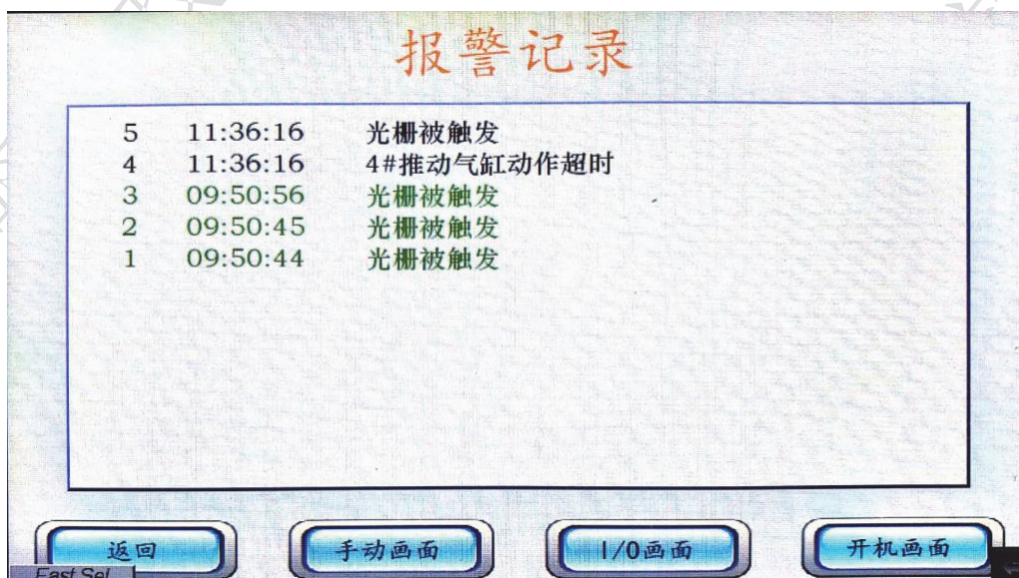 报警记录
5 11:36:16 光栅被触发
4 11:36:16 4#推动气缸动作超时
3 09:50:56 光栅被触发
2 09:50:45 光栅被触发
1 09:50:44 光栅被触发
返回 手动画面 I/O画面 开机画面
Fast Sel